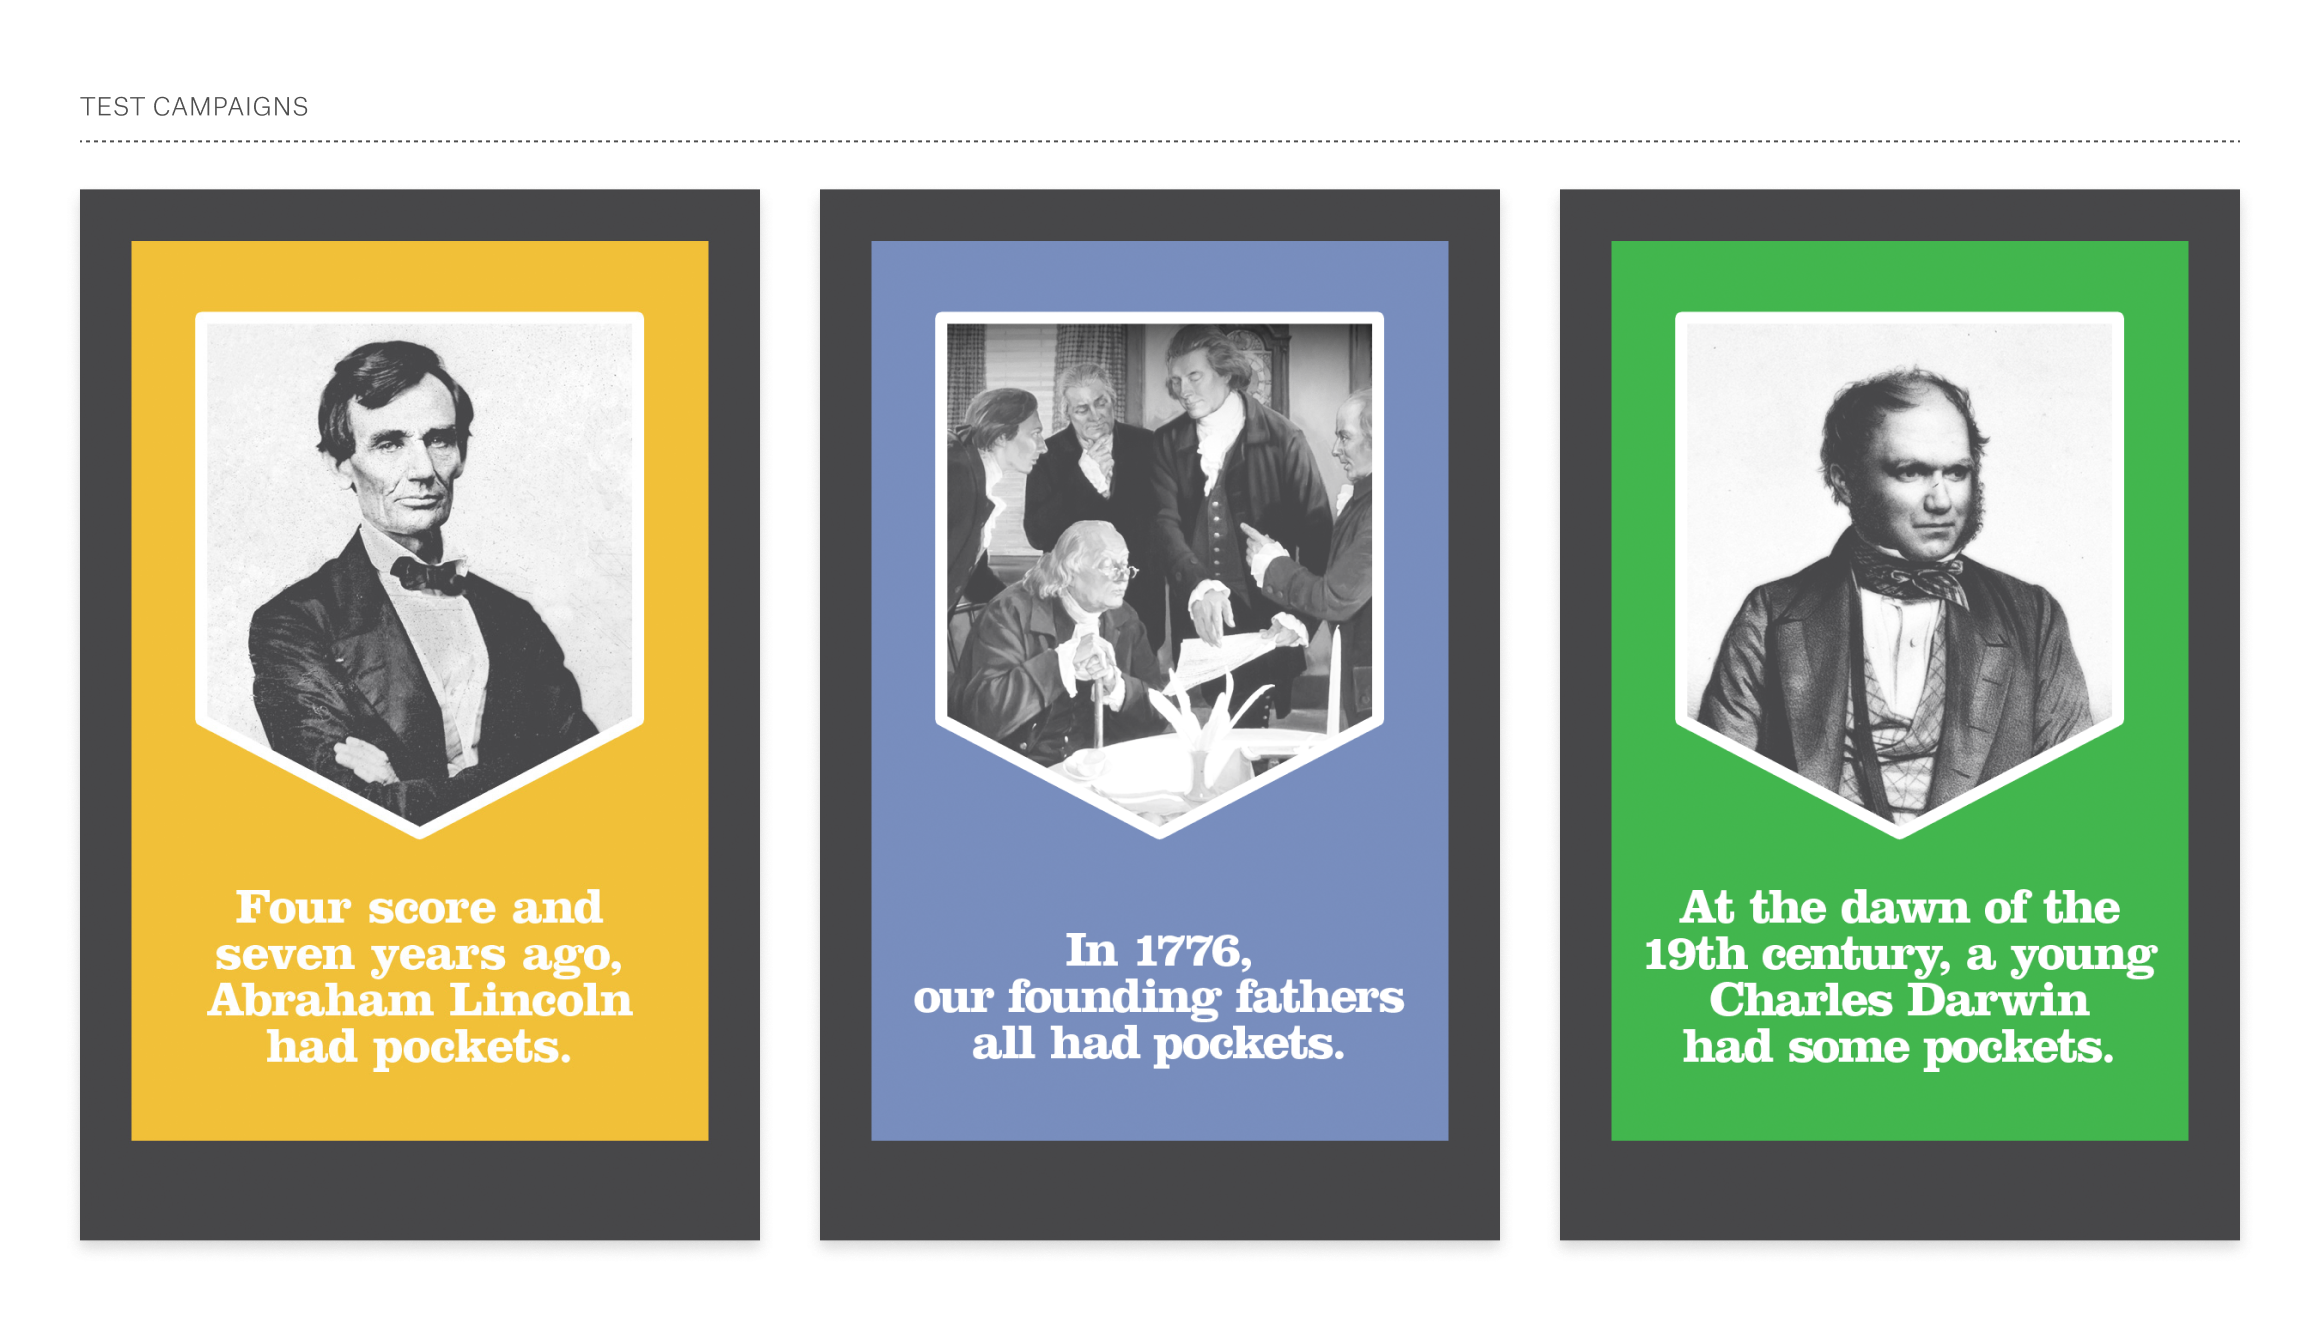 TEST CAMPAIGNS
Four score and
seven years ago,
Abraham Lincoln
had pockets.
In 1776,
our founding fathers
all had pockets.
At the dawn of the
19th century, a young
Charles Darwin
had some pockets.